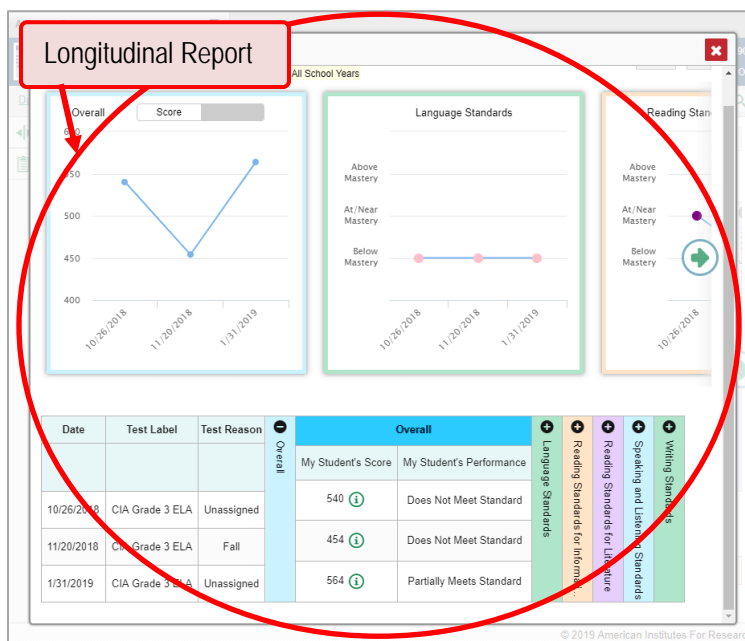 Longitudinal Report
All School Years
Overall
Score
600
550
500
450
400
10/26/2018
11/20/2018
1/31/2019
Language Standards
Above
Mastery
At/Near
Mastery
Below
Mastery
10/26/2018
11/20/2018
1/31/2019
Reading Stan
Above
Mastery
At/Near
Mastery
Below
Mastery
10/26/2018
Date Test Label Test Reason Overall Overall Language Standards Reading Standards for Informati... Reading Standards for Literature Speaking and Listening Standards Writing Standards
My Student's Score My Student's Performance
10/26/2018 CIA Grade 3 ELA Unassigned 540 Does Not Meet Standard
11/20/2018 CIA Grade 3 ELA Fall 454 Does Not Meet Standard
1/31/2019 CIA Grade 3 ELA Unassigned 564 Partially Meets Standard
© 2019 American Institutes For Resear